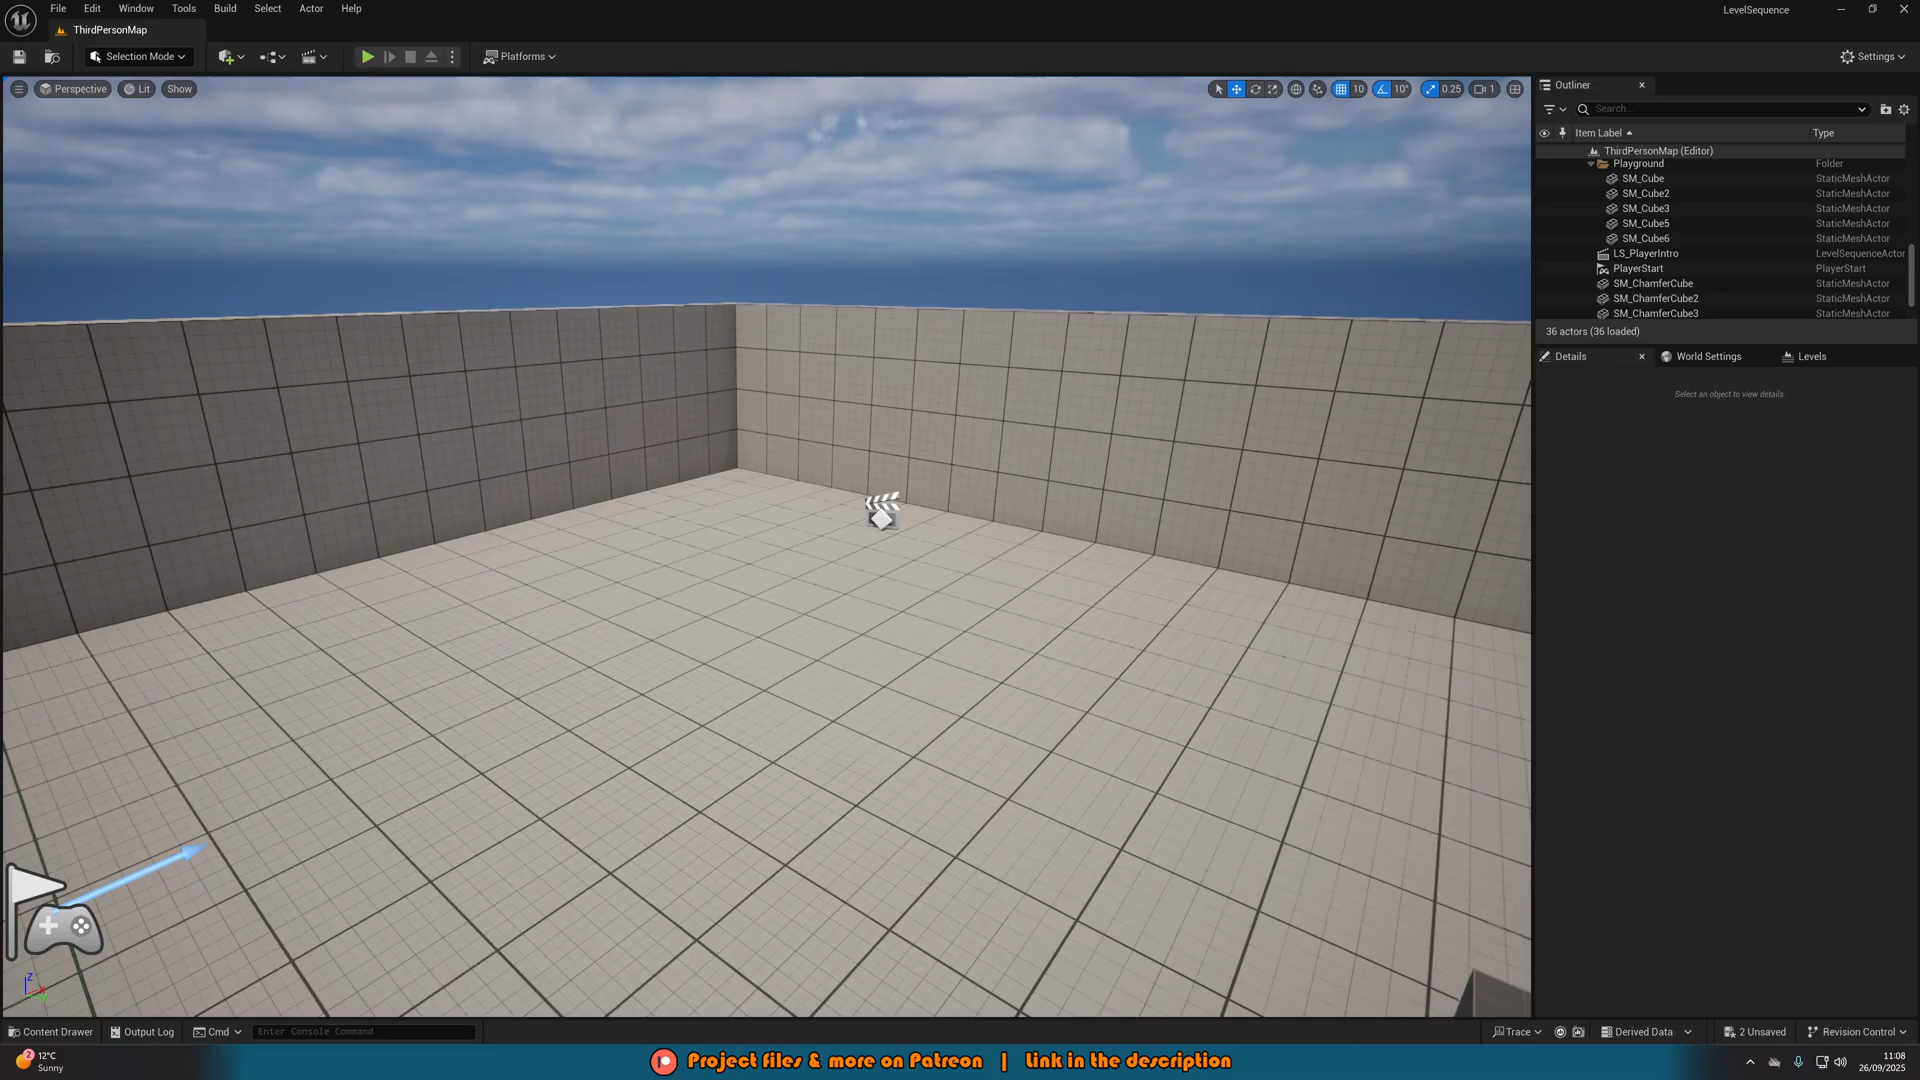 File Edit Window Tools Build Select Actor Help
LevelSequence
ThirdPersonMap
Selection Mode
Platforms
Settings
Perspective
Lit
Show
10
10°
0.25
1
Outliner
Search...
Item Label
Type
ThirdPersonMap (Editor)
Playground Folder
SM_Cube StaticMeshActor
SM_Cube2 StaticMeshActor
SM_Cube3 StaticMeshActor
SM_Cube5 StaticMeshActor
SM_Cube6 StaticMeshActor
LS_PlayerIntro LevelSequenceActor
PlayerStart PlayerStart
SM_ChamferCube StaticMeshActor
SM_ChamferCube2 StaticMeshActor
SM_ChamferCube3 StaticMeshActor
36 actors (36 loaded)
Details
World Settings
Levels
Select an object to view details.
Z
X
Y
Content Drawer
Output Log
Cmd
Enter Console Command
Trace
Derived Data
2 Unsaved
Revision Control
2
12°C
Sunny
Project files & more on Patreon | Link in the description
11:08
26/09/2025